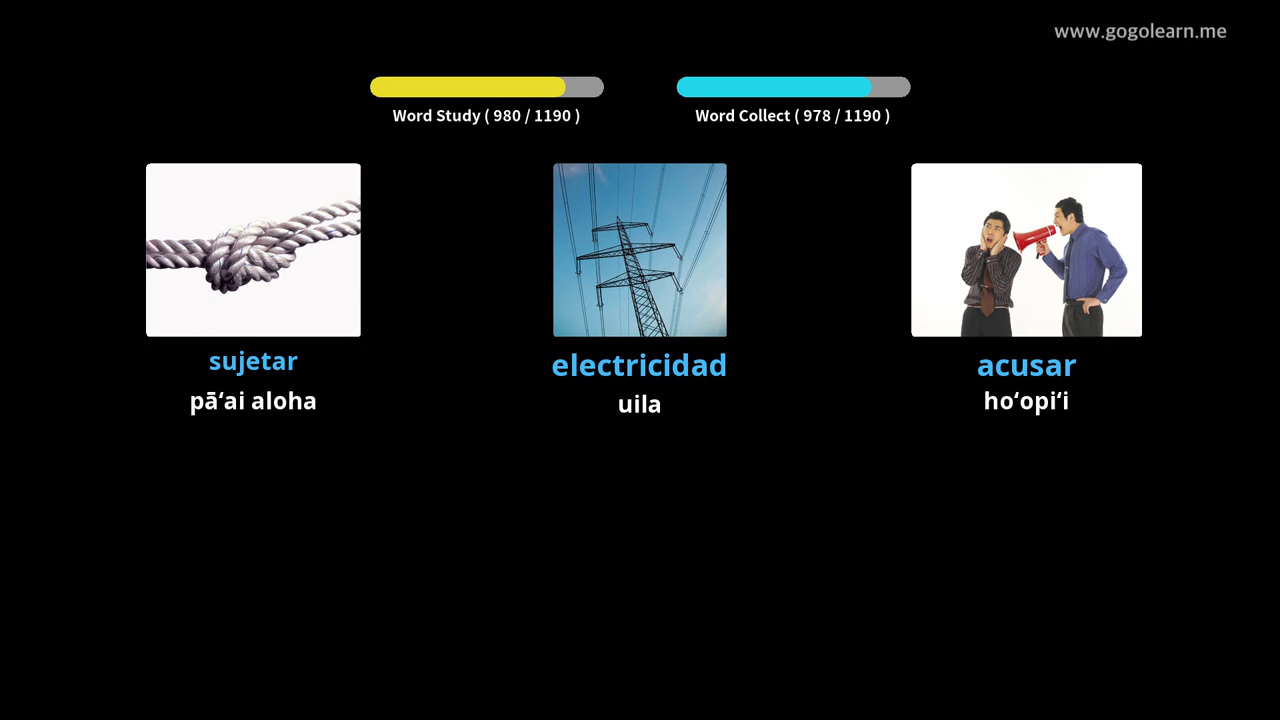 www.gogolearn.me
Word Study ( 980 / 1190 )
Word Collect ( 978 / 1190 )
sujetar
pāʻai aloha
electricidad
uila
acusar
hoʻopiʻi